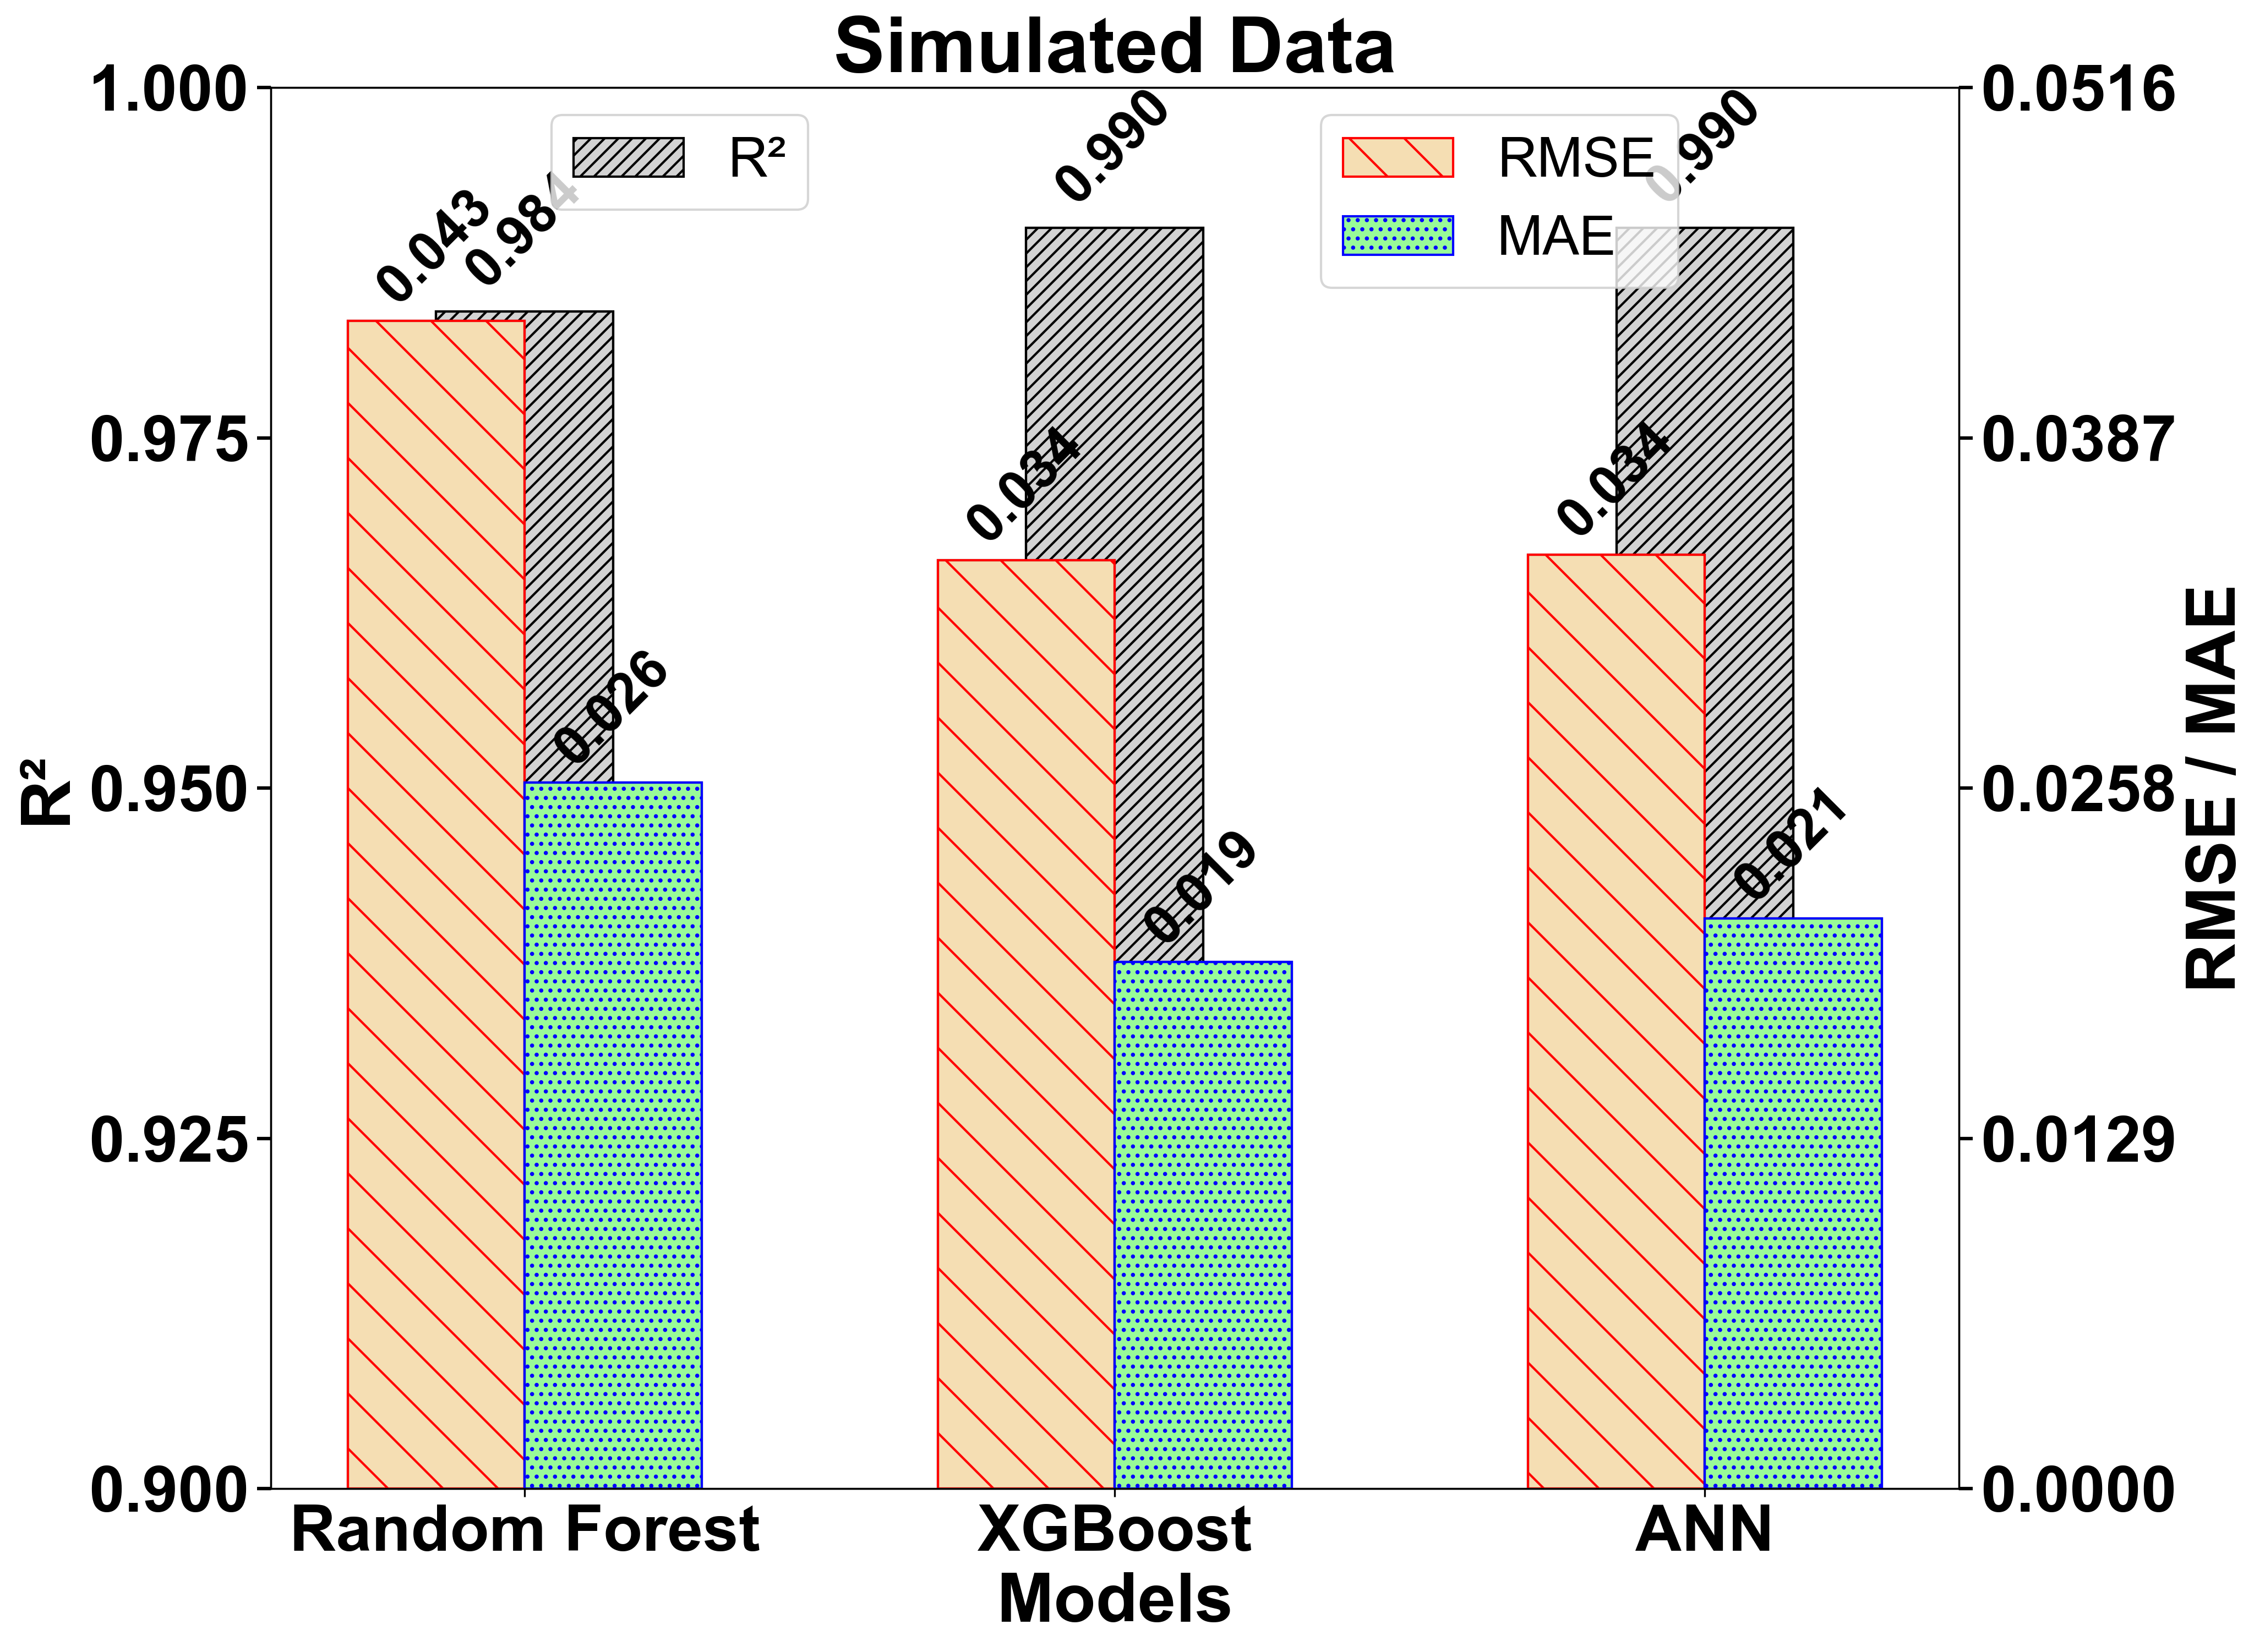 Simulated Data
1.000
0.975
0.950
0.925
0.900
R²
R²
RMSE
MAE
0.043
0.984
0.026
0.990
0.034
0.019
0.990
0.034
0.021
0.0516
0.0387
0.0258
0.0129
0.0000
RMSE / MAE
Random Forest
XGBoost
ANN
Models